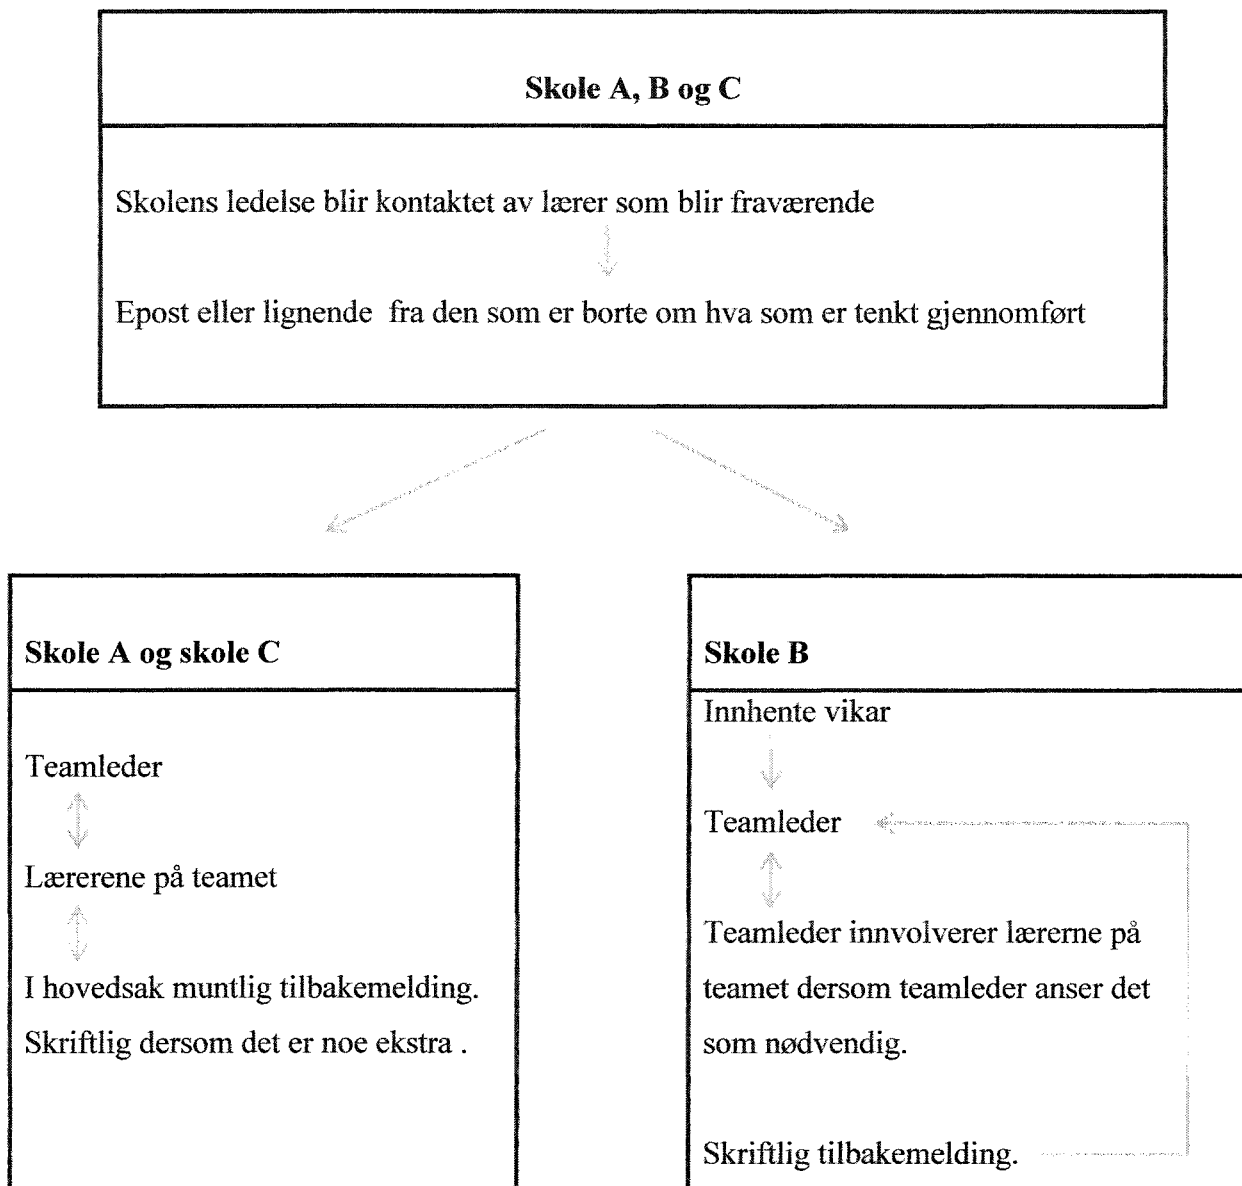 Skole A, B og C
Skolens ledelse blir kontaktet av lærer som blir fraværende
Epost eller lignende fra den som er borte om hva som er tenkt gjennomført
Skole A og skole C
Teamleder
Lærerene på teamet
I hovedsak muntlig tilbakemelding.
Skriftlig dersom det er noe ekstra .
Skole B
Innhente vikar
Teamleder
Teamleder innvolverer lærerne på
teamet dersom teamleder anser det
som nødvendig.
Skriftlig tilbakemelding.